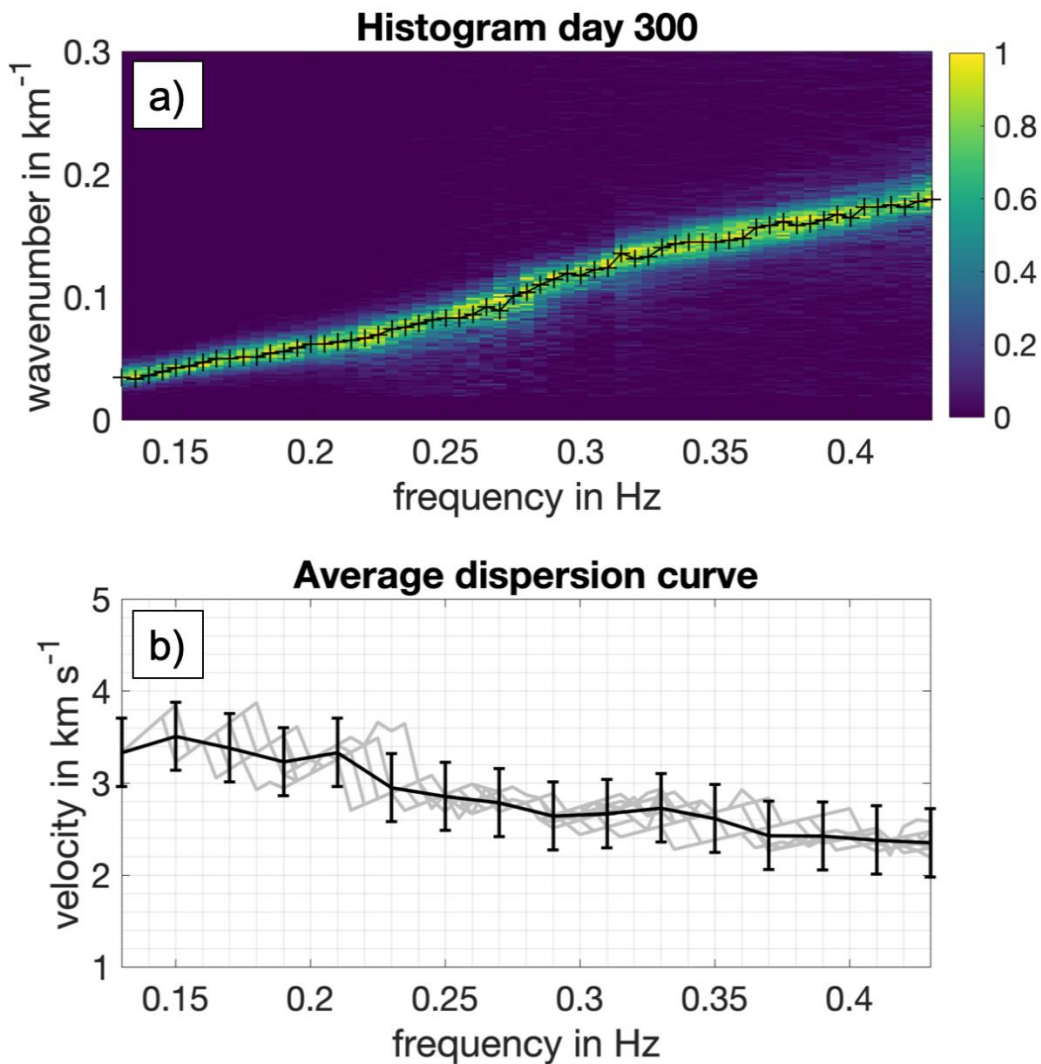 Histogram day 300
a)
wavenumber in km⁻¹
0.3
0.2
0.1
0
0.15 0.2 0.25 0.3 0.35 0.4
frequency in Hz
1
0.8
0.6
0.4
0.2
0
Average dispersion curve
b)
velocity in km s⁻¹
5
4
3
2
1
0.15 0.2 0.25 0.3 0.35 0.4
frequency in Hz